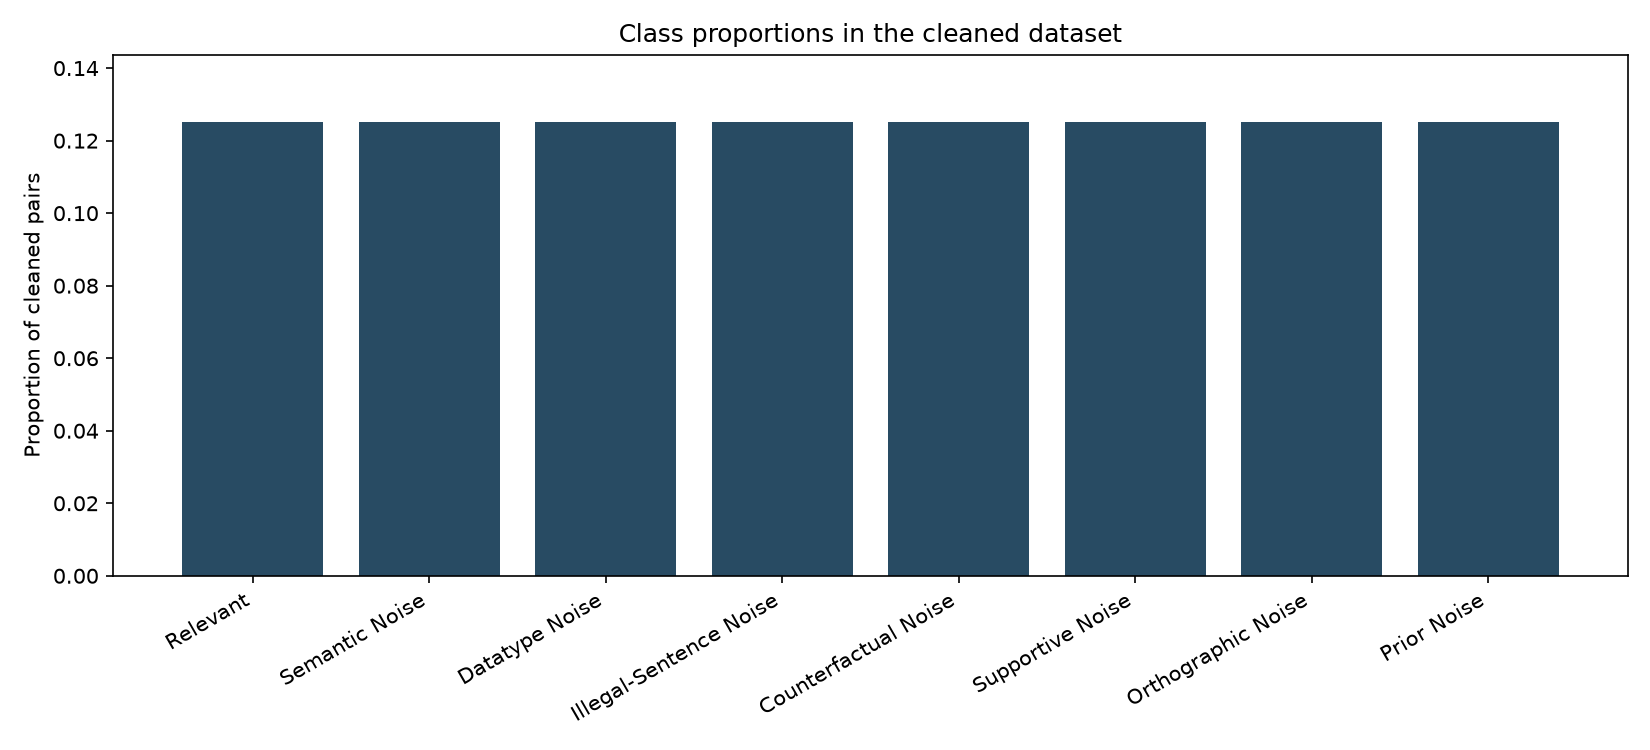 Class proportions in the cleaned dataset
Proportion of cleaned pairs
0.14
0.12
0.10
0.08
0.06
0.04
0.02
0.00
Relevant
Semantic Noise
Datatype Noise
Illegal-Sentence Noise
Counterfactual Noise
Supportive Noise
Orthographic Noise
Prior Noise